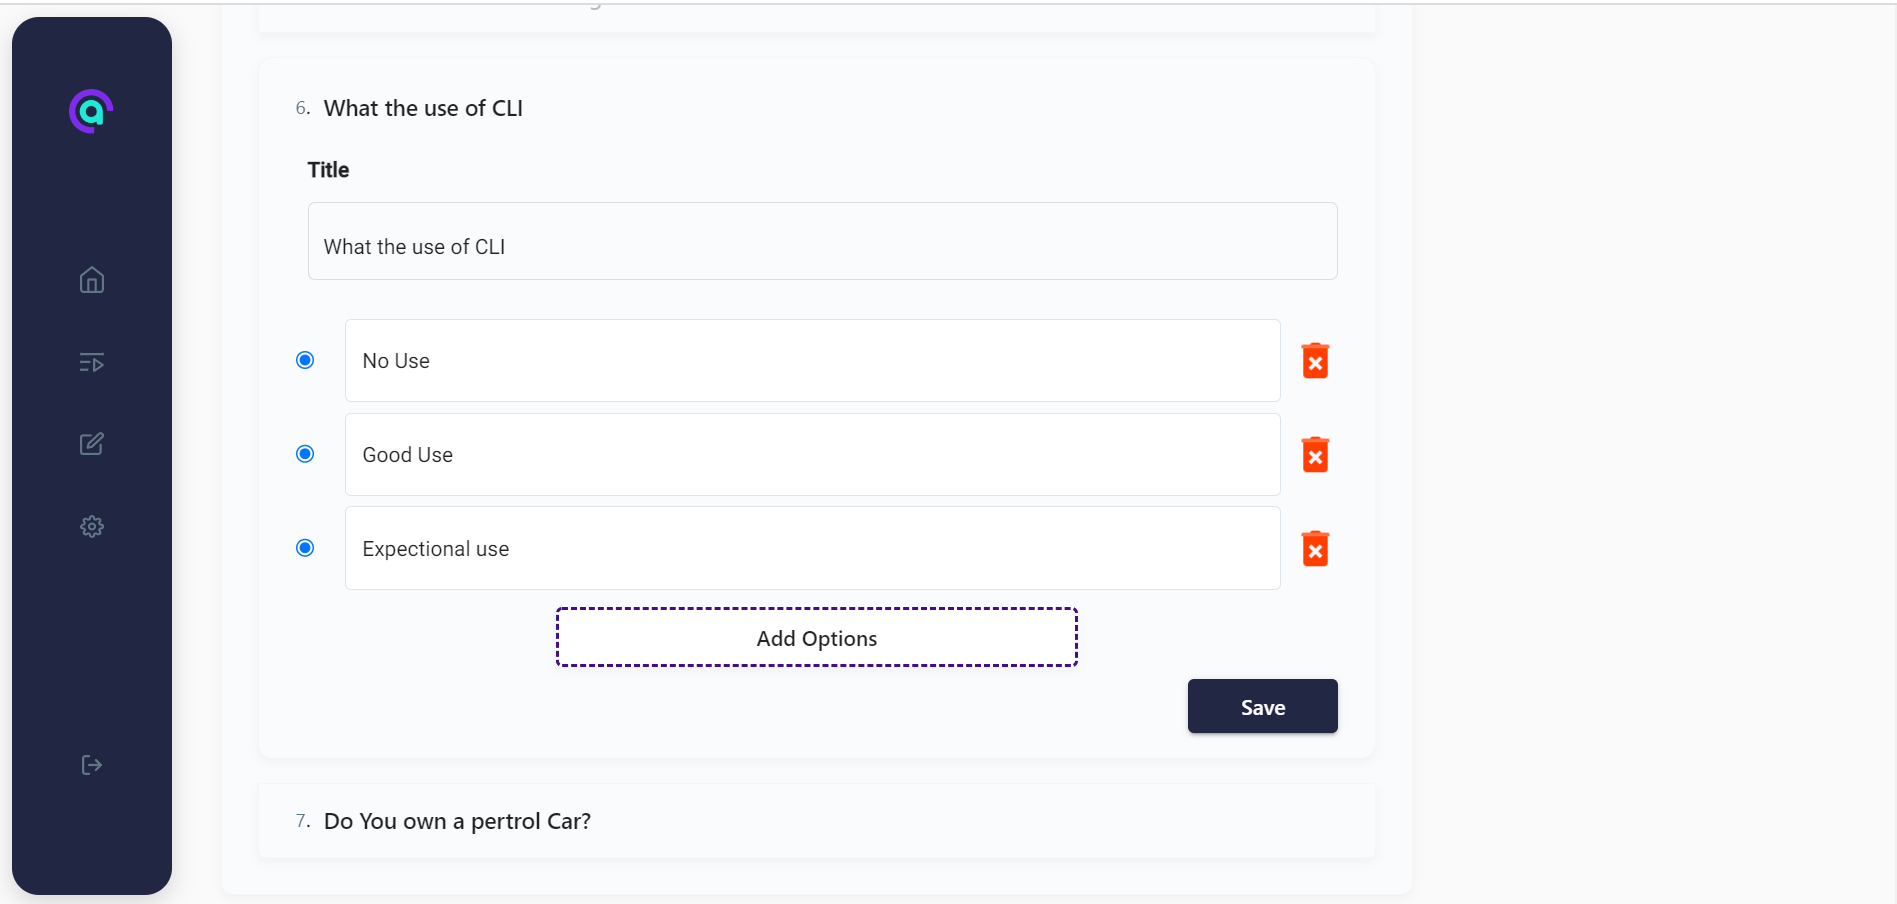 6. What the use of CLI
Title
What the use of CLI
No Use
Good Use
Expectional use
Add Options
Save
7. Do You own a pertrol Car?